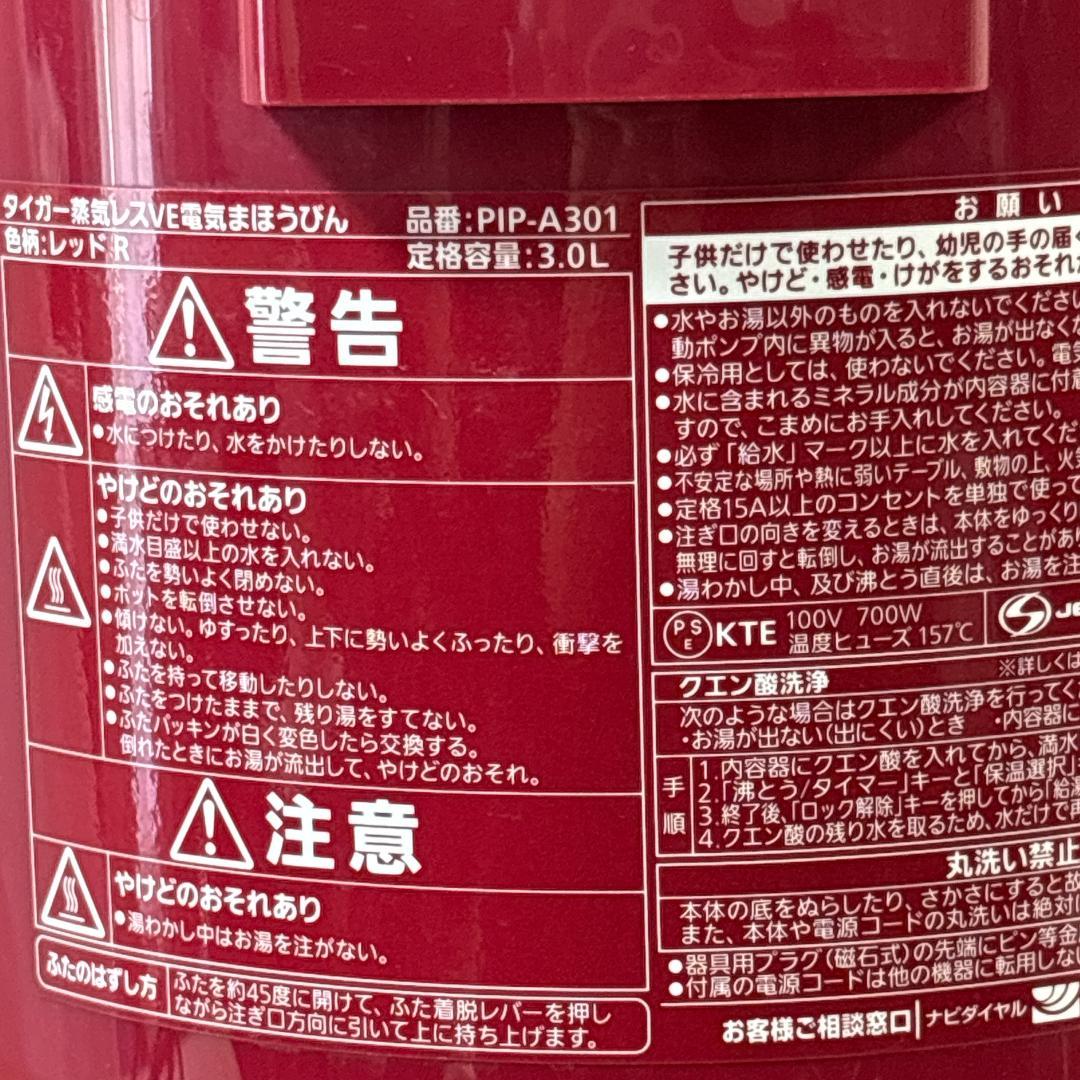 タイガー蒸気レスVE電気まほうびん 品番:PIP-A301
色柄:レッド R 定格容量:3.0L
警告
感電のおそれあり
●水につけたり、水をかけたりしない。
やけどのおそれあり
●子供だけで使わせない。
●満水目盛以上の水を入れない。
●ふたを勢いよく閉めない。
●ポットを転倒させない。
●傾けない。ゆすったり、上下に勢いよくふったり、衝撃を
加えない。
●ふたを持って移動したりしない。
●ふたをつけたままで、残り湯をすてない。
●ふたパッキンが白く変色したら交換する。
倒れたときにお湯が流出して、やけどのおそれ。
注意
やけどのおそれあり
●湯わかし中はお湯を注がない。
ふたのはずし方
ふたを約45度に開けて、ふた着脱レバーを押し
ながら注ぎ口方向に引いて上に持ち上げます。
お願い
子供だけで使わせたり、幼児の手の届く
さい。やけど・感電・けがをするおそれ
●水やお湯以外のものを入れないでくださ
動ポンプ内に異物が入ると、お湯が出なく
●保冷用としては、使わないでください。電
●水に含まれるミネラル成分が内容器に付
すので、こまめにお手入れしてください。
●必ず「給水」マーク以上に水を入れてくだ
●不安定な場所や熱に弱いテーブル、敷物の上、火
●定格15A以上のコンセントを単独で使っ
●注ぎ口の向きを変えるときは、本体をゆっくり
無理に回すと転倒し、お湯が流出することがあ
●湯わかし中、及び沸とう直後は、お湯を注
PSE KTE 100V 700W
温度ヒューズ 157℃
※詳しくは
クエン酸洗浄
次のような場合はクエン酸洗浄を行ってく
・お湯が出ない(出にくい)とき ・内容器に
手順
1.内容器にクエン酸を入れてから、満水
2.「沸とう/タイマー」キーと「保温選択」
3.終了後、「ロック解除」キーを押してから「給
4.クエン酸の残り水を取るため、水だけで
丸洗い禁止
本体の底をぬらしたり、さかさにすると故
また、本体や電源コードの丸洗いは絶対
●器具用プラグ(磁石式)の先端にピン等金
●付属の電源コードは他の機器に転用しな
お客様ご相談窓口 ナビダイヤル